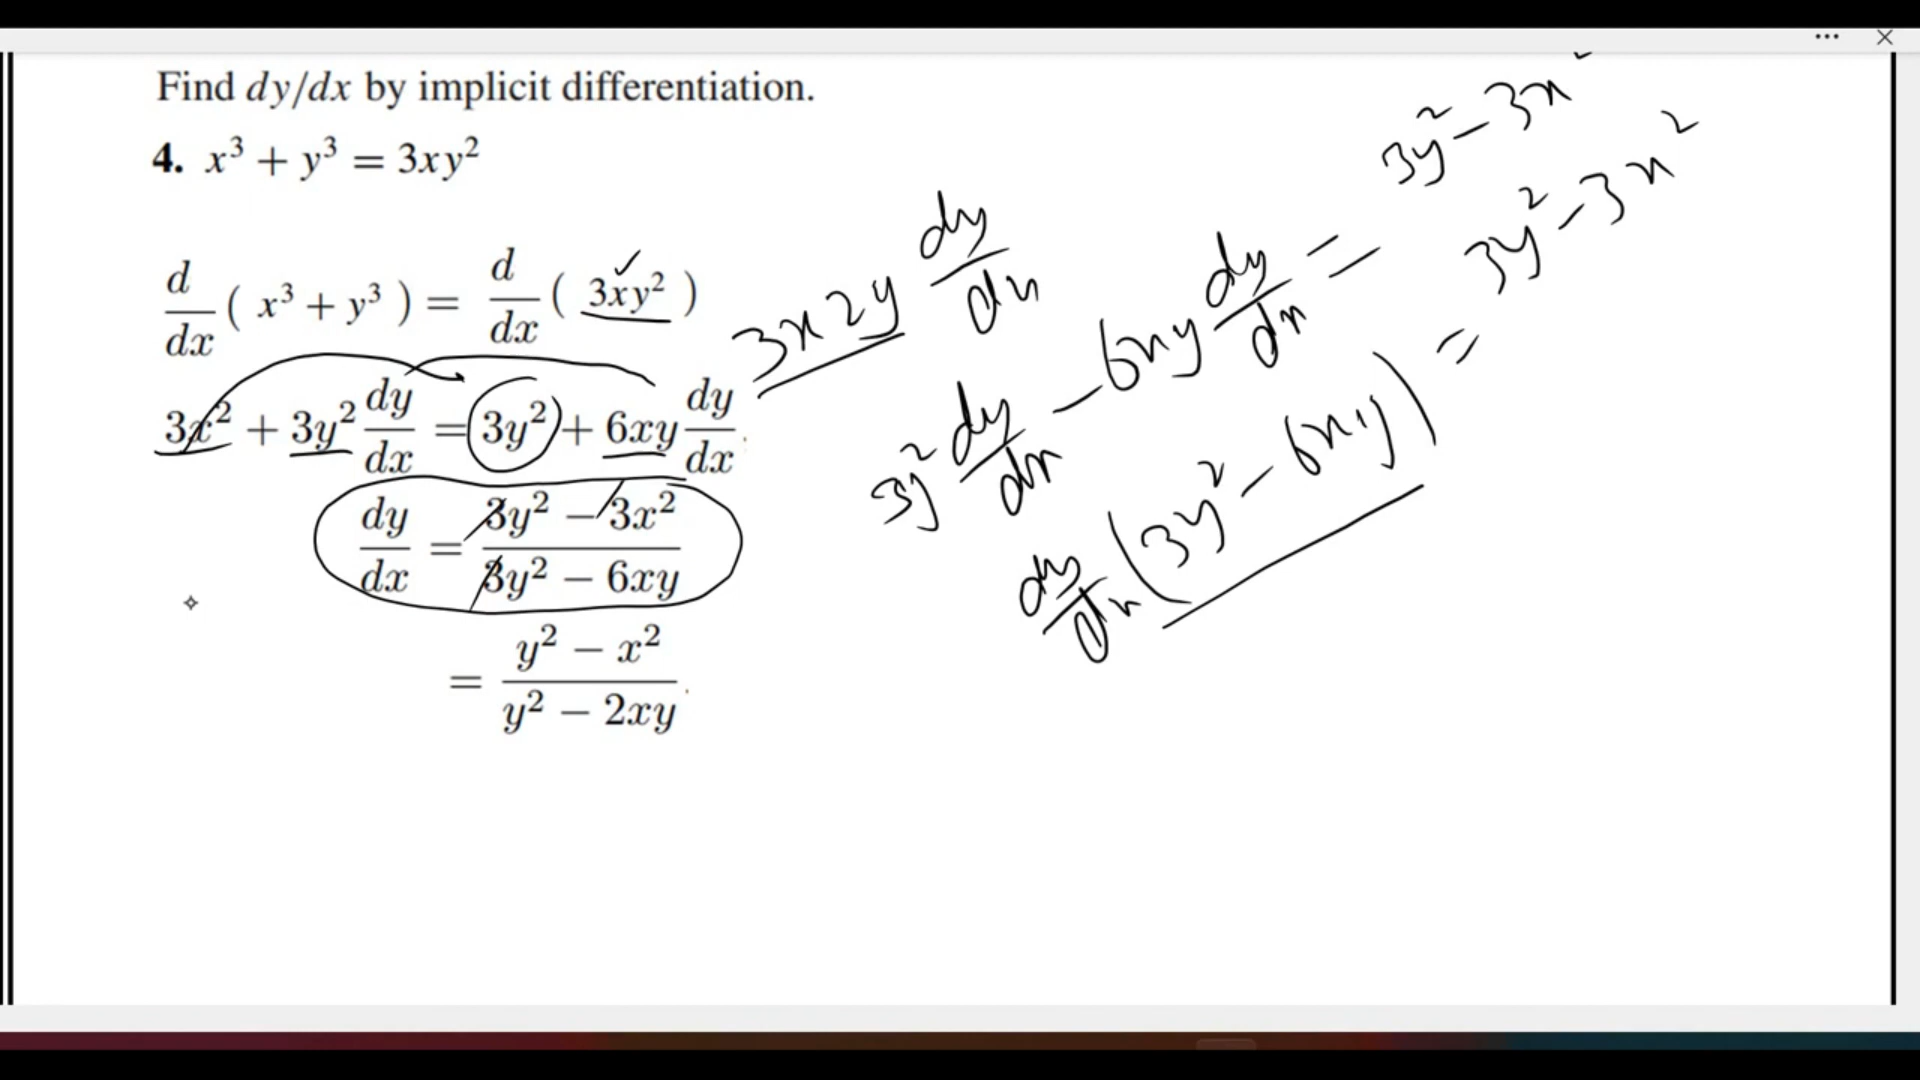 Find dy/dx by implicit differentiation.
4. x³ + y³ = 3xy²
d/dx ( x³ + y³ ) = d/dx ( 3xy² )
3x² + 3y² dy/dx = 3y² + 6xy dy/dx
dy/dx = (3y² − 3x²)/(3y² − 6xy)
= (y² − x²)/(y² − 2xy)
✓
3x2y dy/dx
3y² dy/dx − 6xy dy/dx = 3y² − 3x²
dy/dx (3y² − 6xy) = 3y² − 3x²